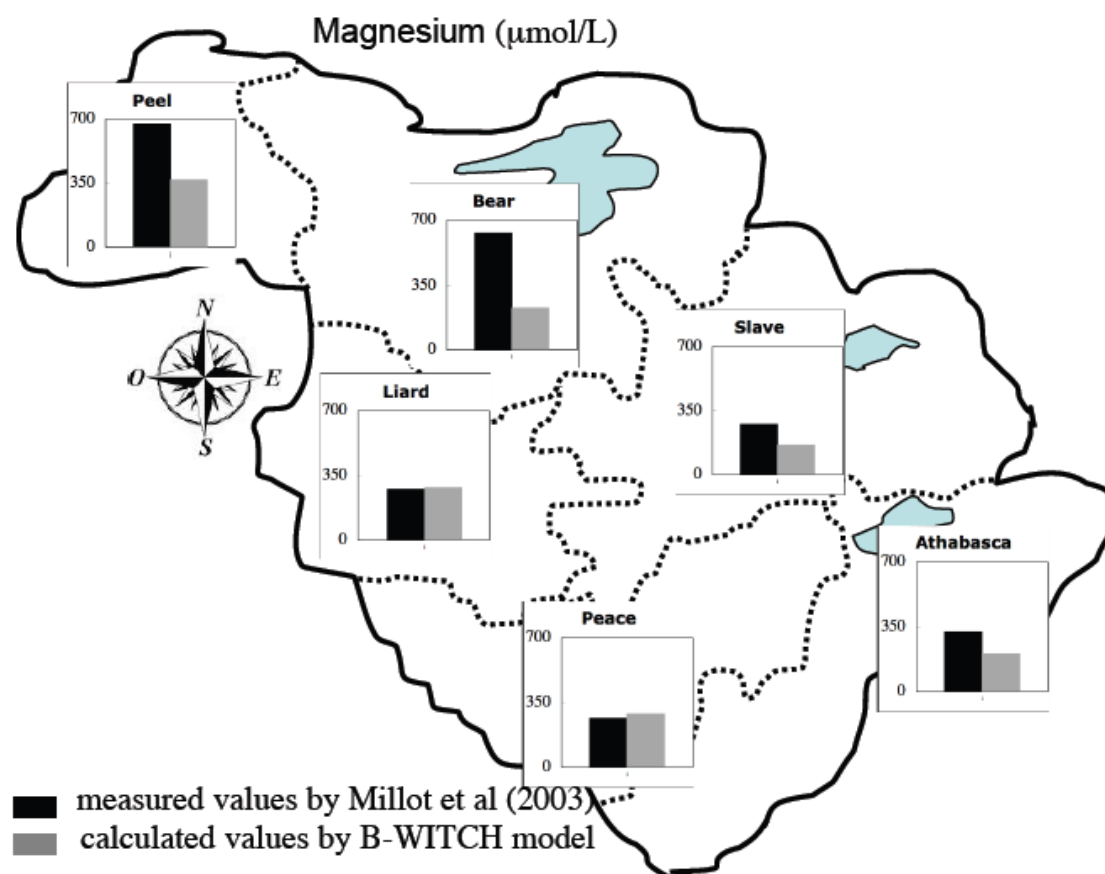 Magnesium (μmol/L)
Peel
700
350
0
Bear
700
350
0
N
O
E
S
Slave
700
350
0
Liard
700
350
0
Athabasca
700
350
0
Peace
700
350
0
measured values by Millot et al (2003)
calculated values by B-WITCH model